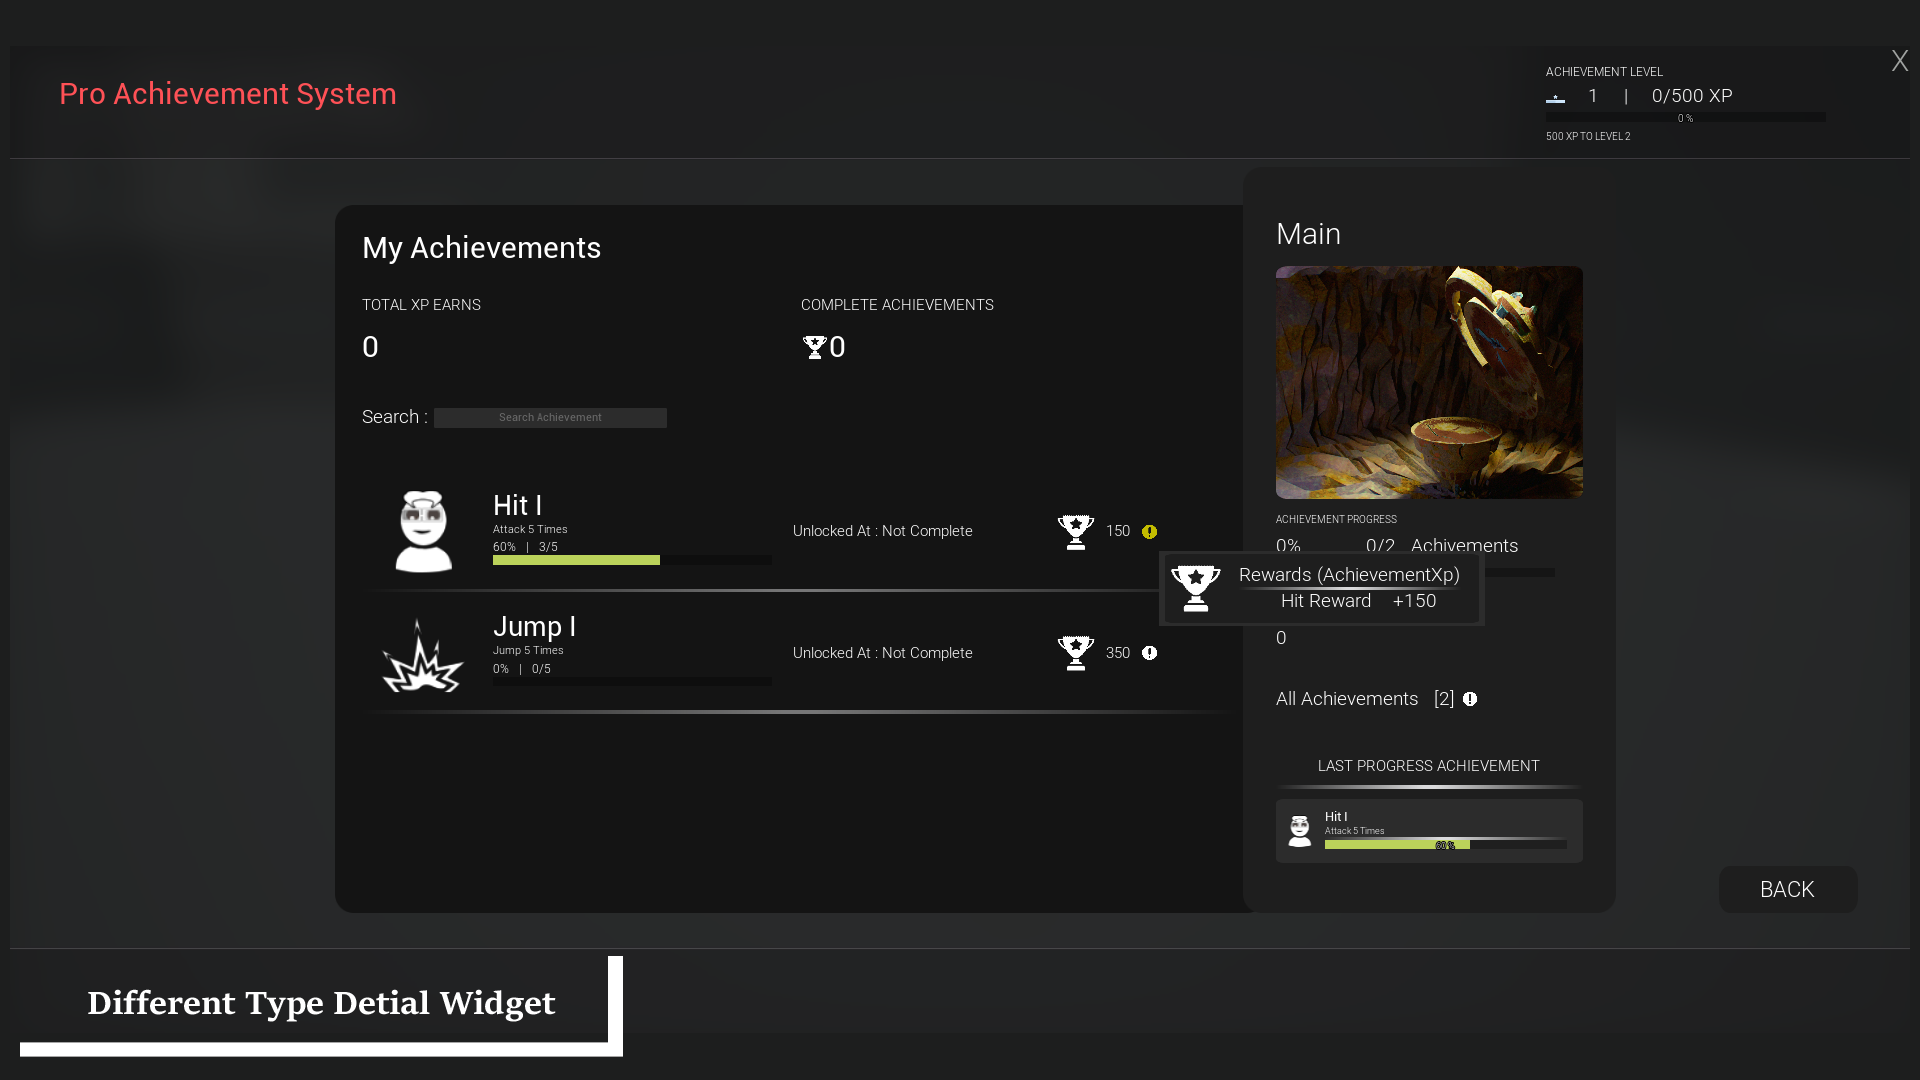 Pro Achievement System
X
ACHIEVEMENT LEVEL
1 | 0/500 XP
0 %
500 XP TO LEVEL 2
My Achievements
TOTAL XP EARNS
0
COMPLETE ACHIEVEMENTS
0
Search :
Search Achievement
Hit I
Attack 5 Times
60% | 3/5
Unlocked At : Not Complete
150
Jump I
Jump 5 Times
0% | 0/5
Unlocked At : Not Complete
350
Main
ACHIEVEMENT PROGRESS
0% 0/2 Achivements
Rewards (AchievementXp)
Hit Reward +150
0
All Achievements [2]
LAST PROGRESS ACHIEVEMENT
Hit I
Attack 5 Times
60 %
BACK
Different Type Detial Widget